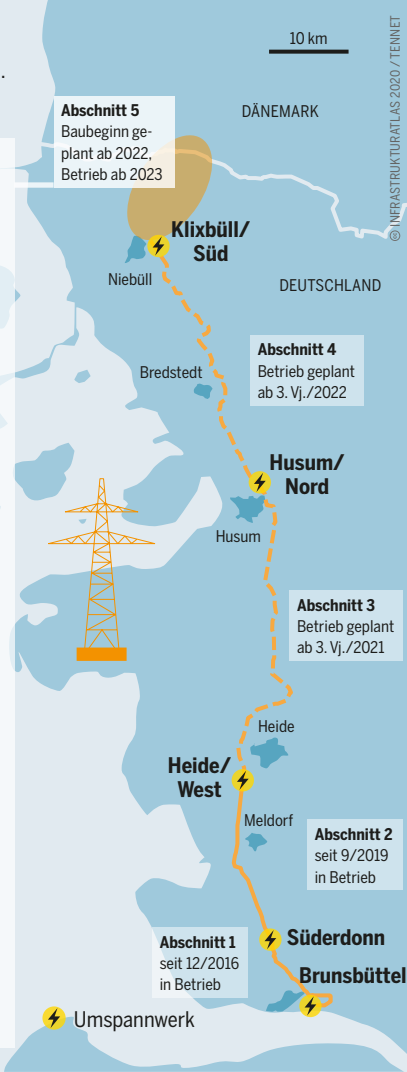 10 km
© INFRASTRUKTURATLAS 2020 / TENNET
Abschnitt 5
Baubeginn ge-
plant ab 2022,
Betrieb ab 2023
DÄNEMARK
Klixbüll/
Süd
Niebüll
DEUTSCHLAND
Abschnitt 4
Betrieb geplant
ab 3. Vj./2022
Bredstedt
Husum/
Nord
Husum
Abschnitt 3
Betrieb geplant
ab 3. Vj./2021
Heide
Heide/
West
Meldorf
Abschnitt 2
seit 9/2019
in Betrieb
Abschnitt 1
seit 12/2016
in Betrieb
Süderdonn
Brunsbüttel
Umspannwerk